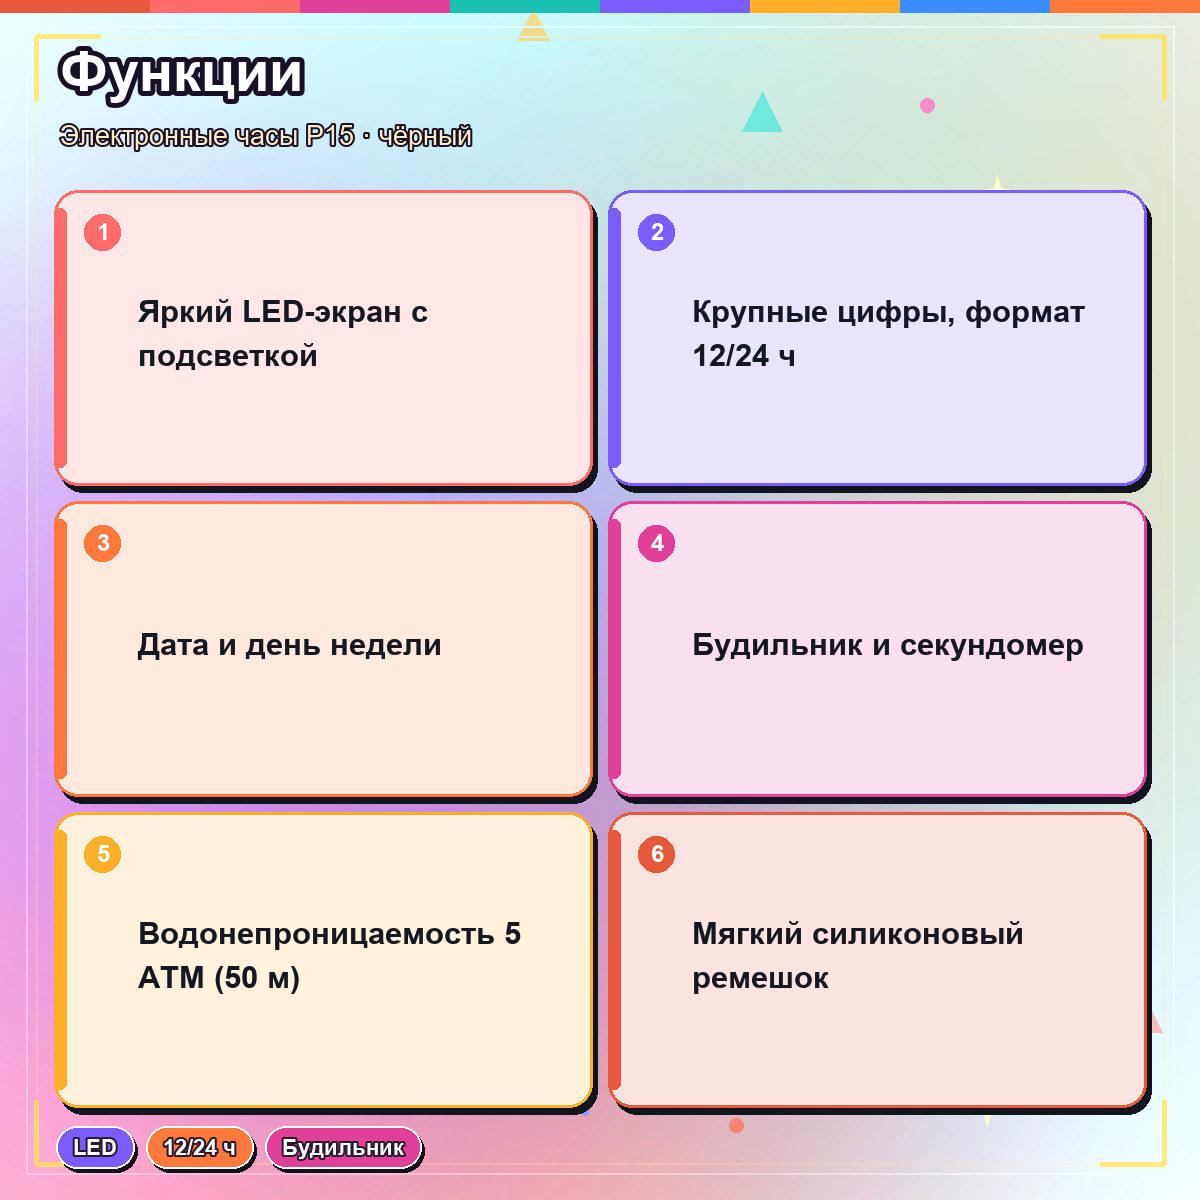 Функции
Электронные часы P15 · чёрный
1
Яркий LED-экран с
подсветкой
2
Крупные цифры, формат
12/24 ч
3
Дата и день недели
4
Будильник и секундомер
5
Водонепроницаемость 5
ATM (50 м)
6
Мягкий силиконовый
ремешок
LED
12/24 ч
Будильник